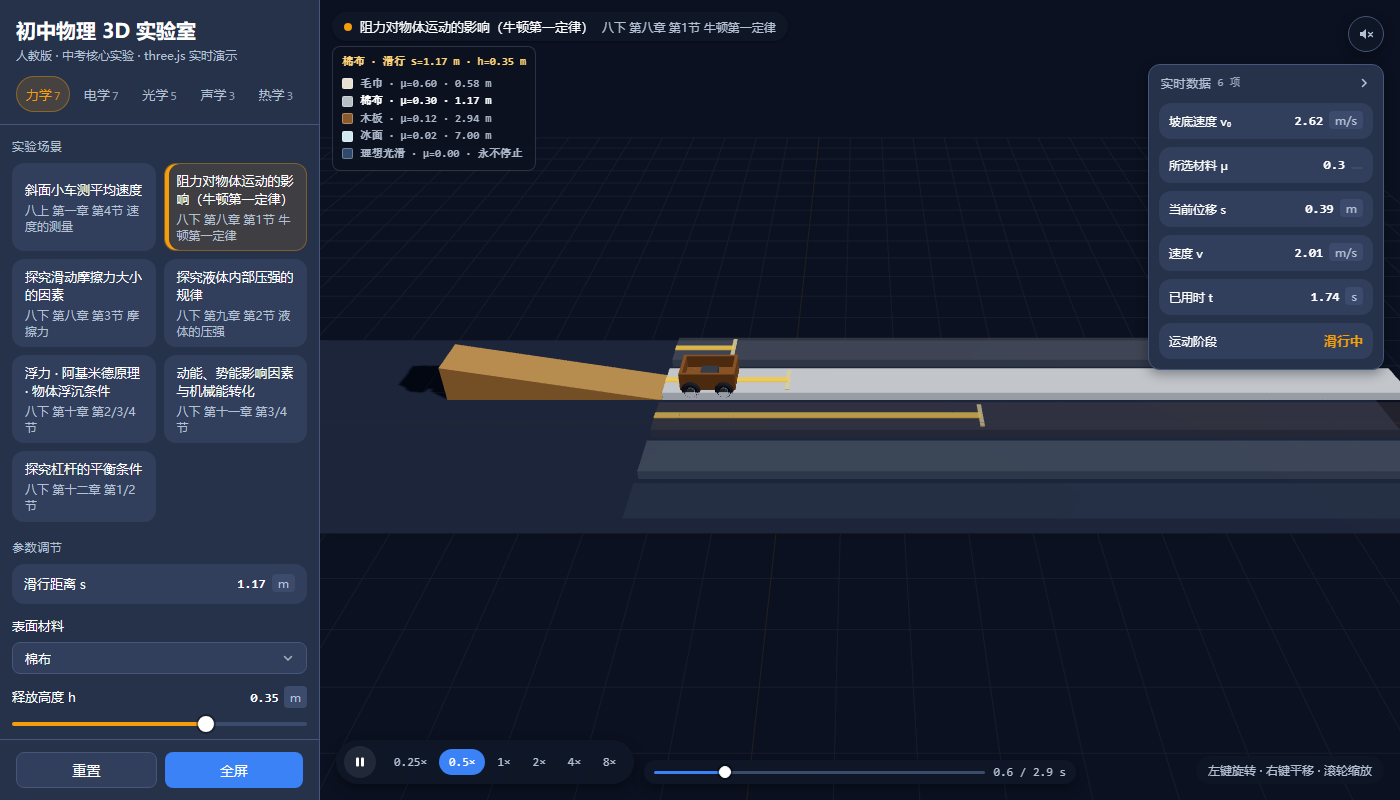 初中物理 3D 实验室
人教版 · 中考核心实验 · three.js 实时演示
力学 7 电学 7 光学 5 声学 3 热学 3
实验场景
斜面小车测平均速度
八上 第一章 第4节 速
度的测量
阻力对物体运动的影
响（牛顿第一定律）
八下 第八章 第1节 牛
顿第一定律
探究滑动摩擦力大小
的因素
八下 第八章 第3节 摩
擦力
探究液体内部压强的
规律
八下 第九章 第2节 液
体的压强
浮力 · 阿基米德原理
· 物体浮沉条件
八下 第十章 第2/3/4
节
动能、势能影响因素
与机械能转化
八下 第十一章 第3/4
节
探究杠杆的平衡条件
八下 第十二章 第1/2
节
参数调节
滑行距离 s 1.17 m
表面材料
棉布
释放高度 h 0.35 m
重置 全屏
阻力对物体运动的影响（牛顿第一定律） 八下 第八章 第1节 牛顿第一定律
棉布 · 滑行 s=1.17 m · h=0.35 m
毛巾 · μ=0.60 · 0.58 m
棉布 · μ=0.30 · 1.17 m
木板 · μ=0.12 · 2.94 m
冰面 · μ=0.02 · 7.00 m
理想光滑 · μ=0.00 · 永不停止
实时数据 6 项
坡底速度 v₀ 2.62 m/s
所选材料 μ 0.3
当前位移 s 0.39 m
速度 v 2.01 m/s
已用时 t 1.74 s
运动阶段 滑行中
0.25× 0.5× 1× 2× 4× 8×
0.6 / 2.9 s
左键旋转 · 右键平移 · 滚轮缩放